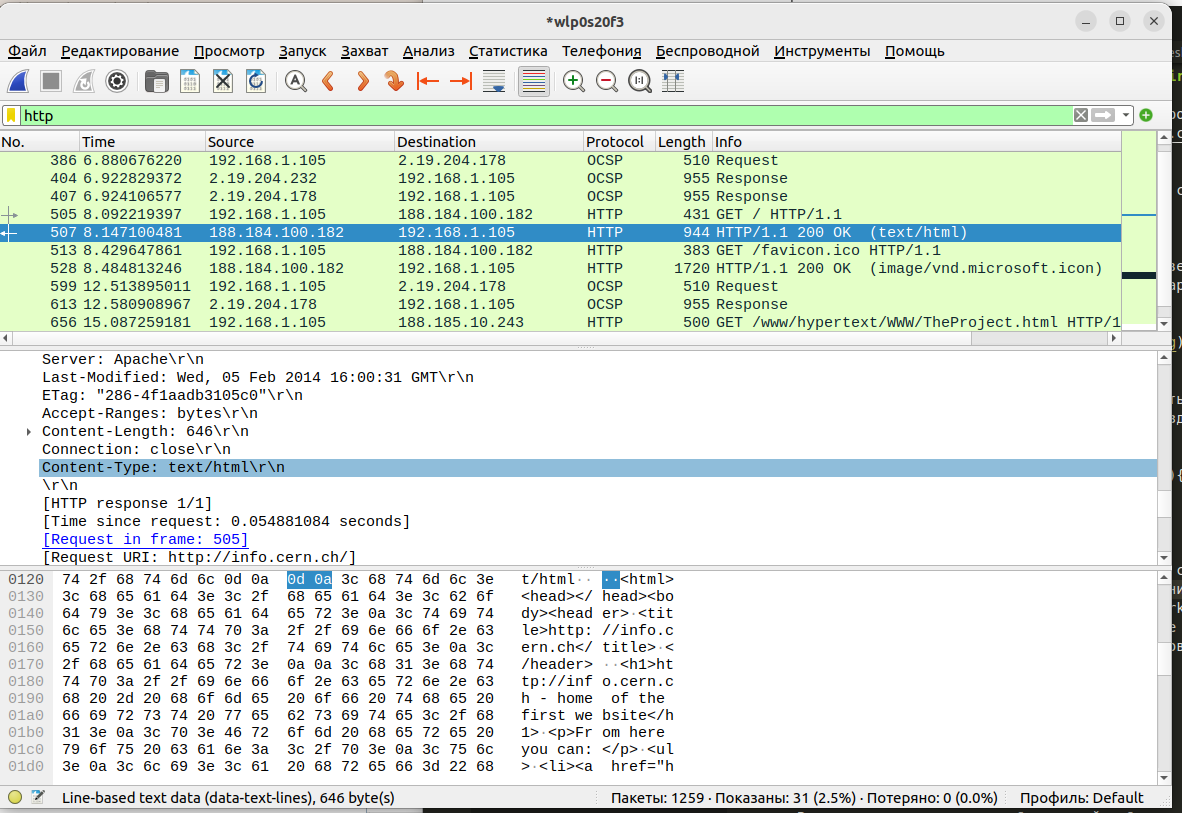 *wlp0s20f3
Файл Редактирование Просмотр Запуск Захват Анализ Статистика Телефония Беспроводной Инструменты Помощь
http
No. Time Source Destination Protocol Length Info
386 6.880676220 192.168.1.105 2.19.204.178 OCSP 510 Request
404 6.922829372 2.19.204.232 192.168.1.105 OCSP 955 Response
407 6.924106577 2.19.204.178 192.168.1.105 OCSP 955 Response
505 8.092219397 192.168.1.105 188.184.100.182 HTTP 431 GET / HTTP/1.1
507 8.147100481 188.184.100.182 192.168.1.105 HTTP 944 HTTP/1.1 200 OK (text/html)
513 8.429647861 192.168.1.105 188.184.100.182 HTTP 383 GET /favicon.ico HTTP/1.1
528 8.484813246 188.184.100.182 192.168.1.105 HTTP 1720 HTTP/1.1 200 OK (image/vnd.microsoft.icon)
599 12.513895011 192.168.1.105 2.19.204.178 OCSP 510 Request
613 12.580908967 2.19.204.178 192.168.1.105 OCSP 955 Response
656 15.087259181 192.168.1.105 188.185.10.243 HTTP 500 GET /www/hypertext/WWW/TheProject.html HTTP/1
Server: Apache\r\n
Last-Modified: Wed, 05 Feb 2014 16:00:31 GMT\r\n
ETag: "286-4f1aadb3105c0"\r\n
Accept-Ranges: bytes\r\n
Content-Length: 646\r\n
Connection: close\r\n
Content-Type: text/html\r\n
\r\n
[HTTP response 1/1]
[Time since request: 0.054881084 seconds]
[Request in frame: 505]
[Request URI: http://info.cern.ch/]
0120 74 2f 68 74 6d 6c 0d 0a 0d 0a 3c 68 74 6d 6c 3e t/html·· ··<html>
0130 3c 68 65 61 64 3e 3c 2f 68 65 61 64 3e 3c 62 6f <head></ head><bo
0140 64 79 3e 3c 68 65 61 64 65 72 3e 0a 3c 74 69 74 dy><head er>·<tit
0150 6c 65 3e 68 74 74 70 3a 2f 2f 69 6e 66 6f 2e 63 le>http: //info.c
0160 65 72 6e 2e 63 68 3c 2f 74 69 74 6c 65 3e 0a 3c ern.ch</ title>·<
0170 2f 68 65 61 64 65 72 3e 0a 0a 3c 68 31 3e 68 74 /header> ··<h1>ht
0180 74 70 3a 2f 2f 69 6e 66 6f 2e 63 65 72 6e 2e 63 tp://inf o.cern.c
0190 68 20 2d 20 68 6f 6d 65 20 6f 66 20 74 68 65 20 h - home of the
01a0 66 69 72 73 74 20 77 65 62 73 69 74 65 3c 2f 68 first we bsite</h
01b0 31 3e 0a 3c 70 3e 46 72 6f 6d 20 68 65 72 65 20 1>·<p>Fr om here
01c0 79 6f 75 20 63 61 6e 3a 3c 2f 70 3e 0a 3c 75 6c you can: </p>·<ul
01d0 3e 0a 3c 6c 69 3e 3c 61 20 68 72 65 66 3d 22 68 >·<li><a href="h
Line-based text data (data-text-lines), 646 byte(s) Пакеты: 1259 · Показаны: 31 (2.5%) · Потеряно: 0 (0.0%) Профиль: Default